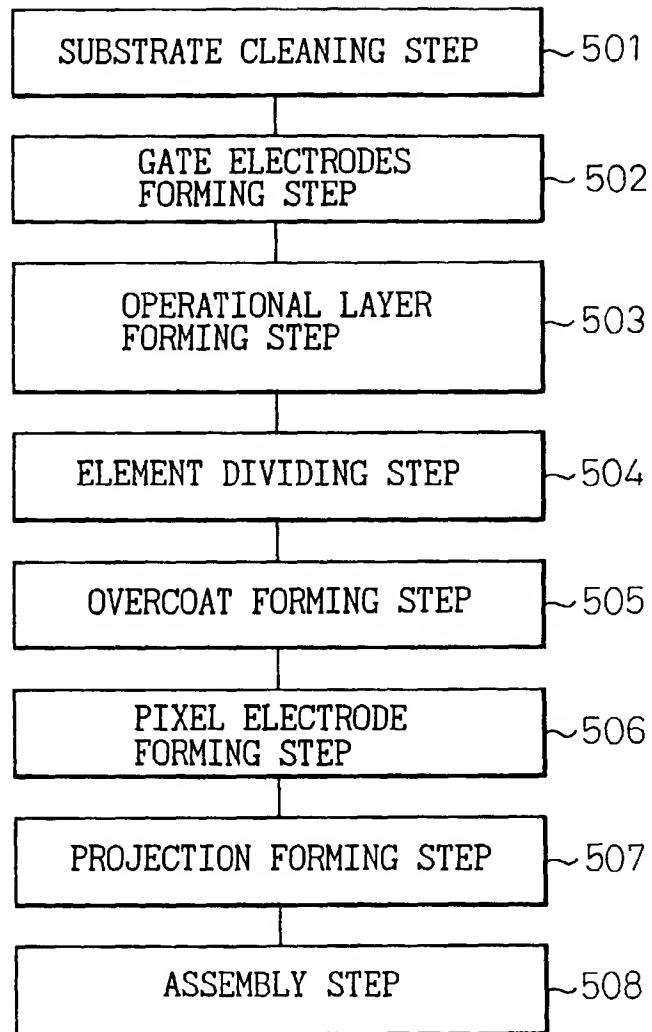 SUBSTRATE CLEANING STEP 501
GATE ELECTRODES
FORMING STEP 502
OPERATIONAL LAYER
FORMING STEP 503
ELEMENT DIVIDING STEP 504
OVERCOAT FORMING STEP 505
PIXEL ELECTRODE
FORMING STEP 506
PROJECTION FORMING STEP 507
ASSEMBLY STEP 508